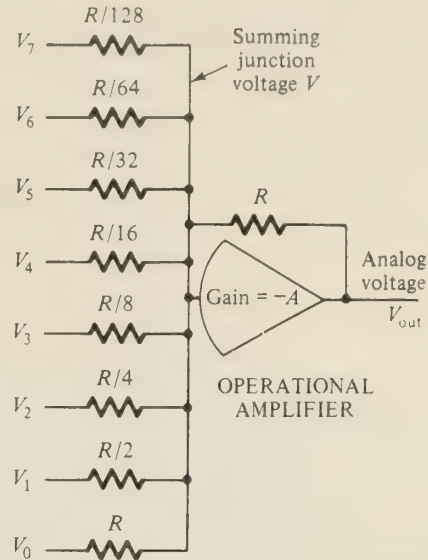 R/128
V₇
Summing
junction
voltage V
R/64
V₆
R/32
V₅
R
R/16
V₄
Analog
voltage
V_out
Gain = −A
R/8
V₃
OPERATIONAL
AMPLIFIER
R/4
V₂
R/2
V₁
R
V₀